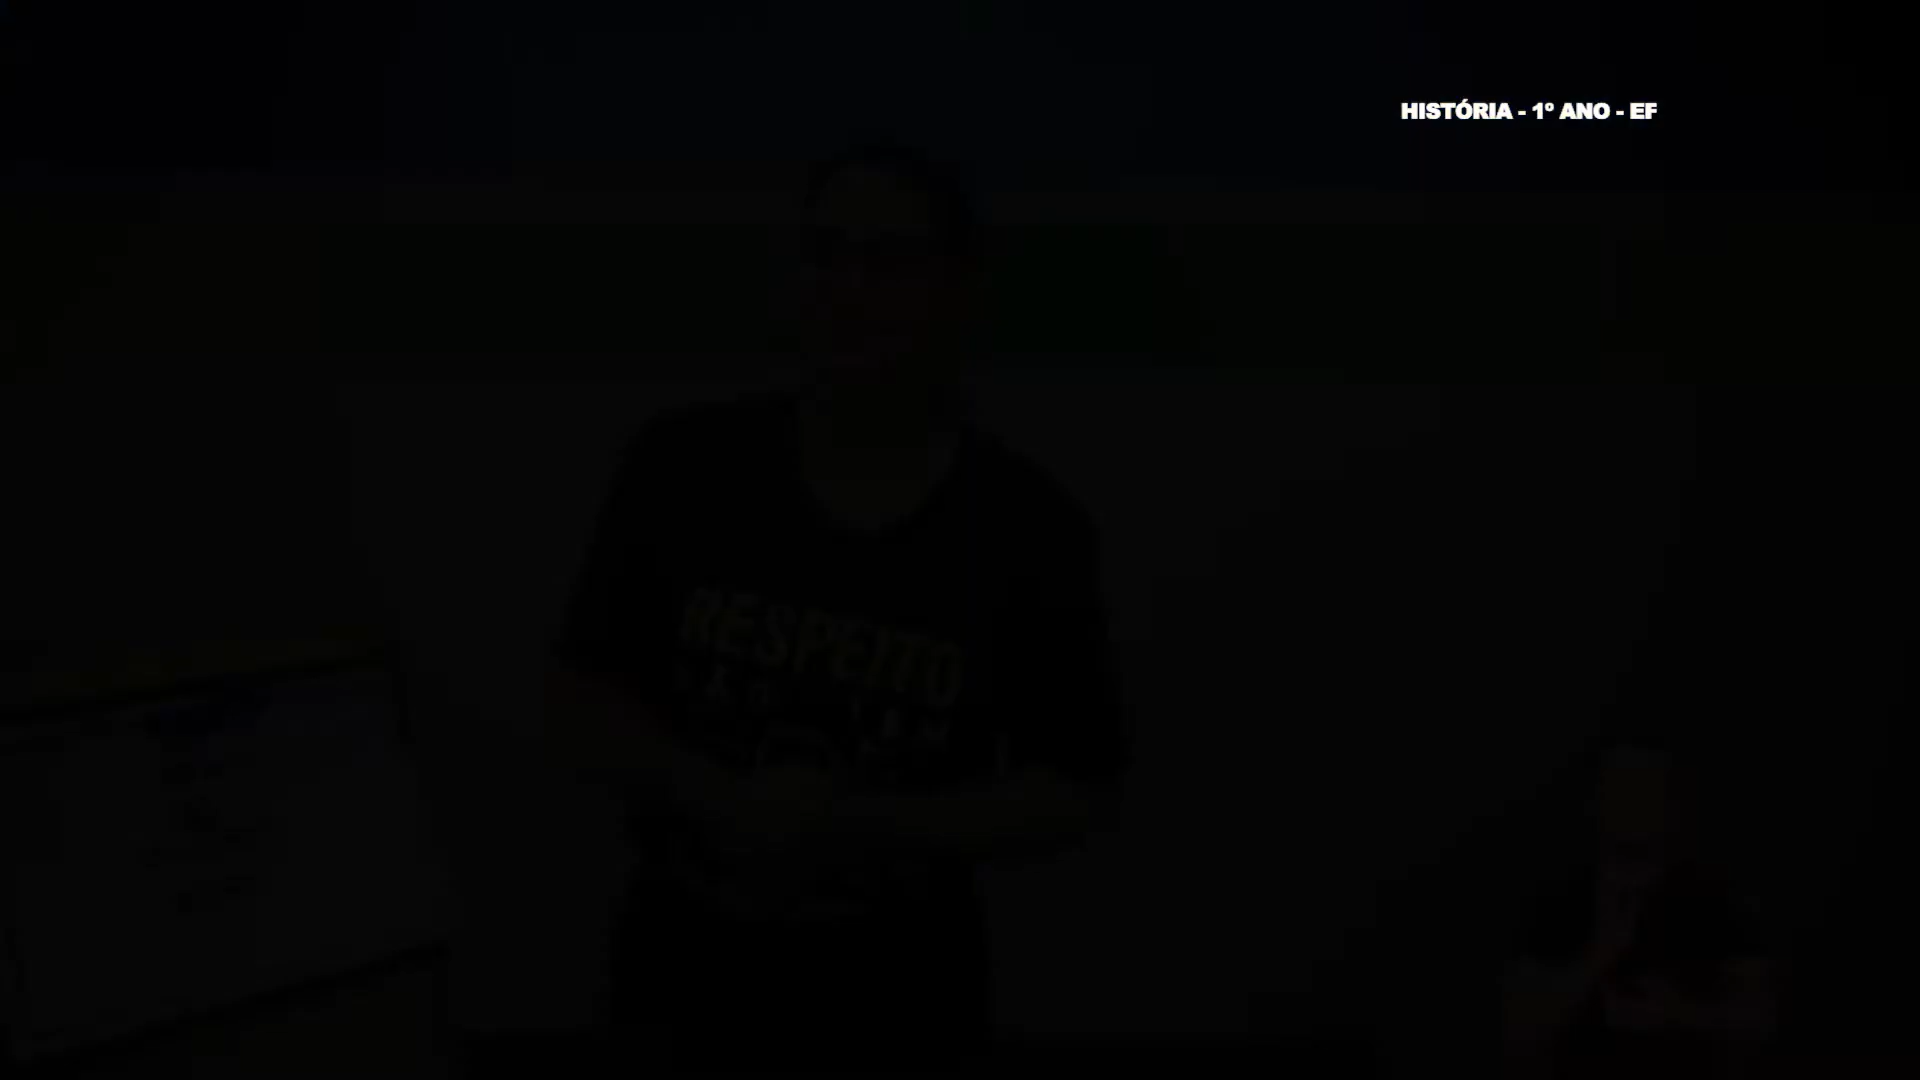 HISTÓRIA - 1º ANO - EF
RESPEITO